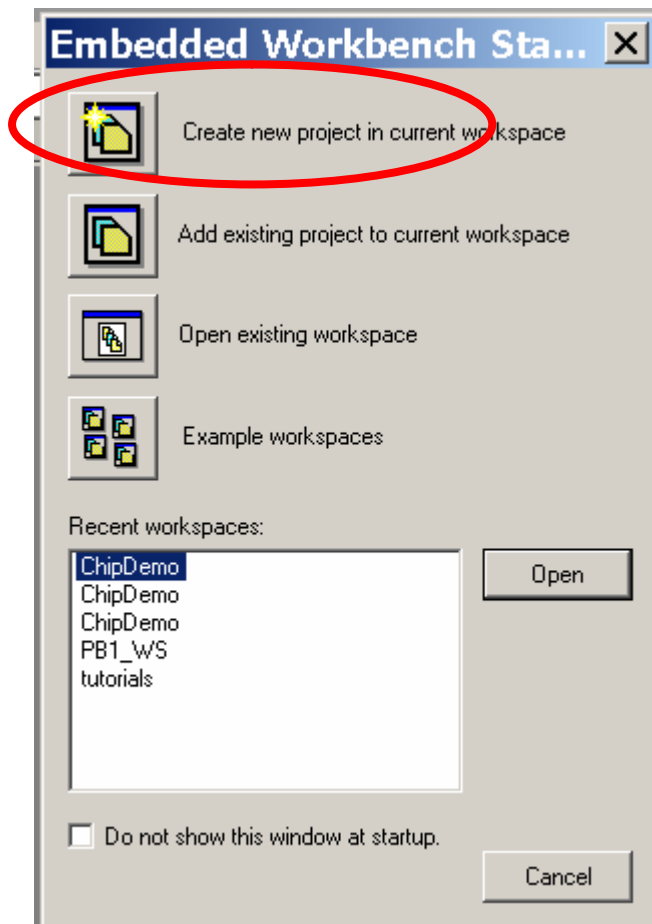 Embedded Workbench Sta...
Create new project in current workspace
Add existing project to current workspace
Open existing workspace
Example workspaces
Recent workspaces:
ChipDemo
Open
ChipDemo
ChipDemo
PB1_WS
tutorials
Do not show this window at startup.
Cancel